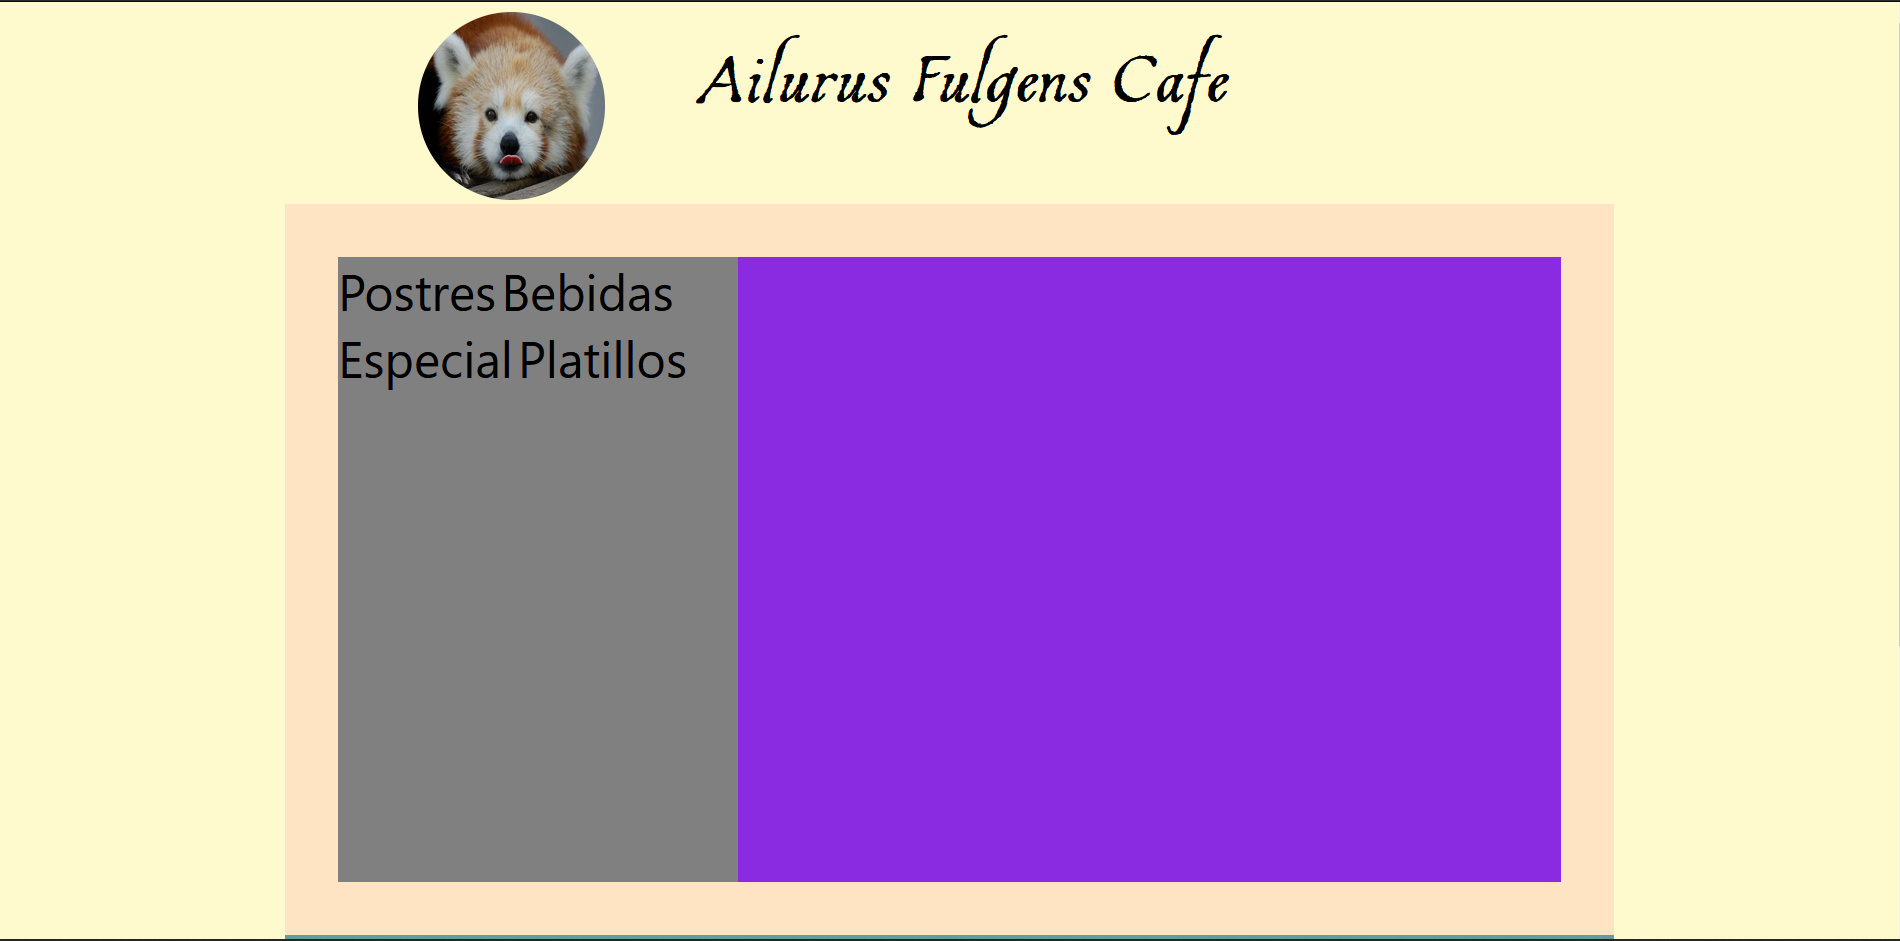 Ailurus Fulgens Cafe
Postres Bebidas
Especial Platillos